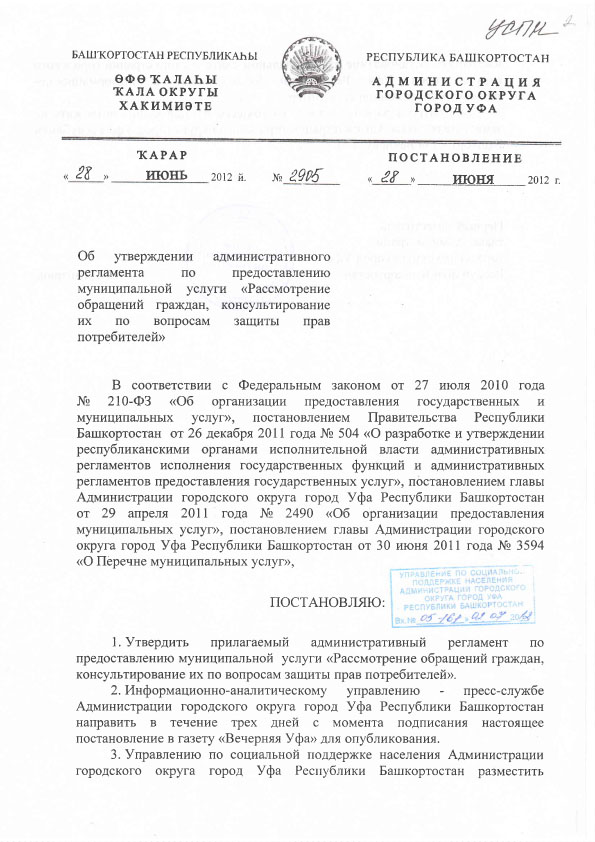 УСПН 2
БАШҠОРТОСТАН РЕСПУБЛИКАҺЫ
ӨФӨ ҠАЛАҺЫ
ҠАЛА ОКРУГЫ
ХАКИМИӘТЕ
РЕСПУБЛИКА БАШКОРТОСТАН
АДМИНИСТРАЦИЯ
ГОРОДСКОГО ОКРУГА
ГОРОД УФА
ҠАРАР
ПОСТАНОВЛЕНИЕ
« 28 » ИЮНЬ 2012 й. № 2905 « 28 » ИЮНЯ 2012 г.
Об утверждении административного
регламента по предоставлению
муниципальной услуги «Рассмотрение
обращений граждан, консультирование
их по вопросам защиты прав
потребителей»
В соответствии с Федеральным законом от 27 июля 2010 года
№ 210-ФЗ «Об организации предоставления государственных и
муниципальных услуг», постановлением Правительства Республики
Башкортостан от 26 декабря 2011 года № 504 «О разработке и утверждении
республиканскими органами исполнительной власти административных
регламентов исполнения государственных функций и административных
регламентов предоставления государственных услуг», постановлением главы
Администрации городского округа город Уфа Республики Башкортостан
от 29 апреля 2011 года № 2490 «Об организации предоставления
муниципальных услуг», постановлением главы Администрации городского
округа город Уфа Республики Башкортостан от 30 июня 2011 года № 3594
«О Перечне муниципальных услуг»,
УПРАВЛЕНИЕ ПО СОЦИАЛЬНОЙ
ПОДДЕРЖКЕ НАСЕЛЕНИЯ
АДМИНИСТРАЦИИ ГОРОДСКОГО
ОКРУГА ГОРОД УФА
РЕСПУБЛИКИ БАШКОРТОСТАН
Вх.№
ПОСТАНОВЛЯЮ:
1. Утвердить прилагаемый административный регламент по
предоставлению муниципальной услуги «Рассмотрение обращений граждан,
консультирование их по вопросам защиты прав потребителей».
2. Информационно-аналитическому управлению - пресс-службе
Администрации городского округа город Уфа Республики Башкортостан
направить в течение трех дней с момента подписания настоящее
постановление в газету «Вечерняя Уфа» для опубликования.
3. Управлению по социальной поддержке населения Администрации
городского округа город Уфа Республики Башкортостан разместить